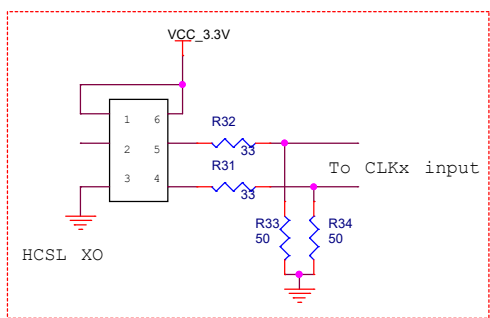 VCC_3.3V
1 6
2 5
3 4
R32
33
R31
33
To CLKx input
R33
50
R34
50
HCSL XO